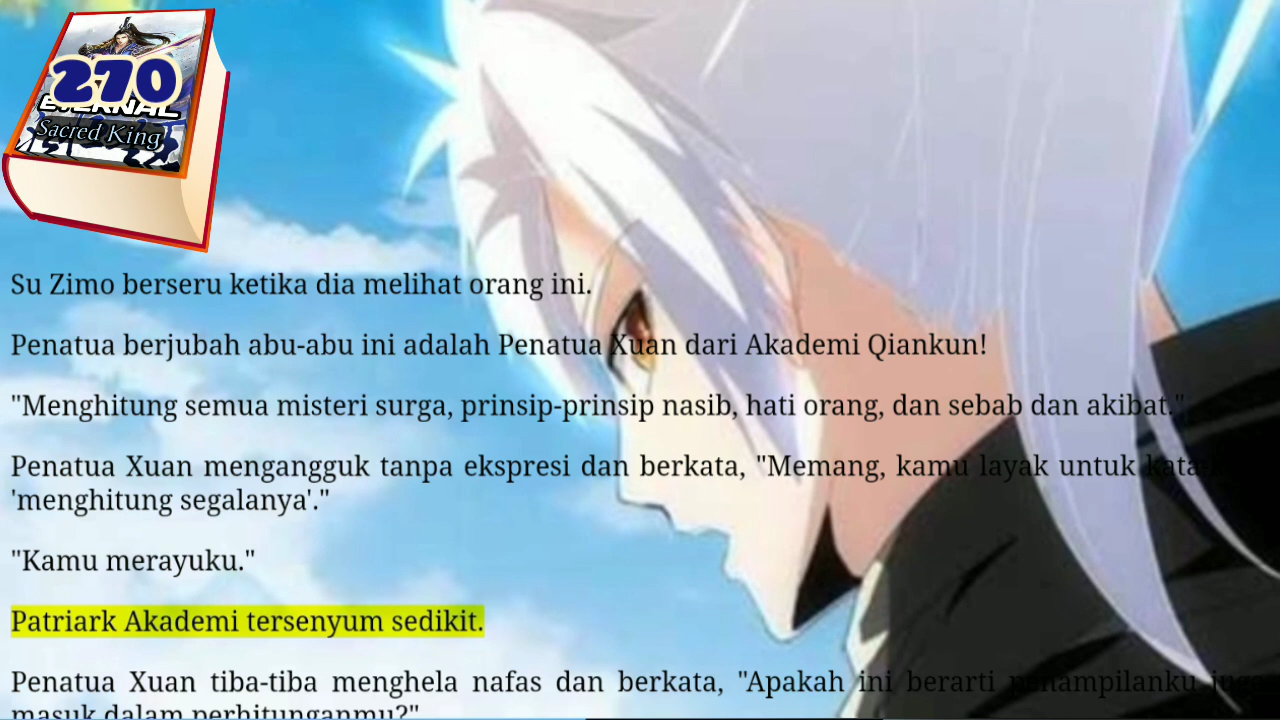 270
ETERNAL
Sacred King
Su Zimo berseru ketika dia melihat orang ini.
Penatua berjubah abu-abu ini adalah Penatua Xuan dari Akademi Qiankun!
"Menghitung semua misteri surga, prinsip-prinsip nasib, hati orang, dan sebab dan akibat."
Penatua Xuan mengangguk tanpa ekspresi dan berkata, "Memang, kamu layak untuk
'menghitung segalanya'."
"Kamu merayuku."
Patriark Akademi tersenyum sedikit.
Penatua Xuan tiba-tiba menghela nafas dan berkata, "Apakah ini berarti penampilanku juga
masuk dalam perhitunganmu?"